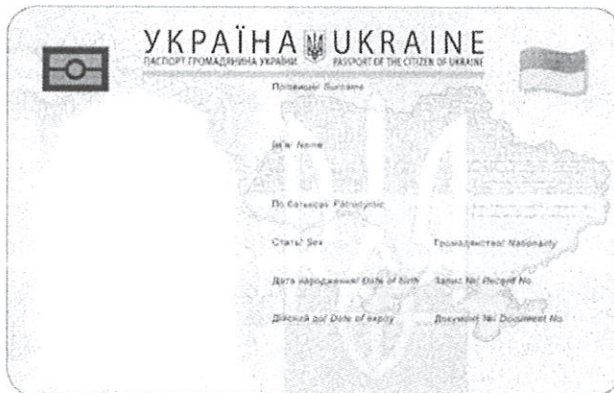 УКРАЇНА UKRAINE
ПАСПОРТ ГРОМАДЯНИНА УКРАЇНИ PASSPORT OF THE CITIZEN OF UKRAINE
Прізвище/ Surname
Ім'я/ Name
По батькові/ Patronymic
Стать/ Sex Громадянство/ Nationality
Дата народження/ Date of birth Запис №/ Record No.
Дійсний до/ Date of expiry Документ №/ Document No.